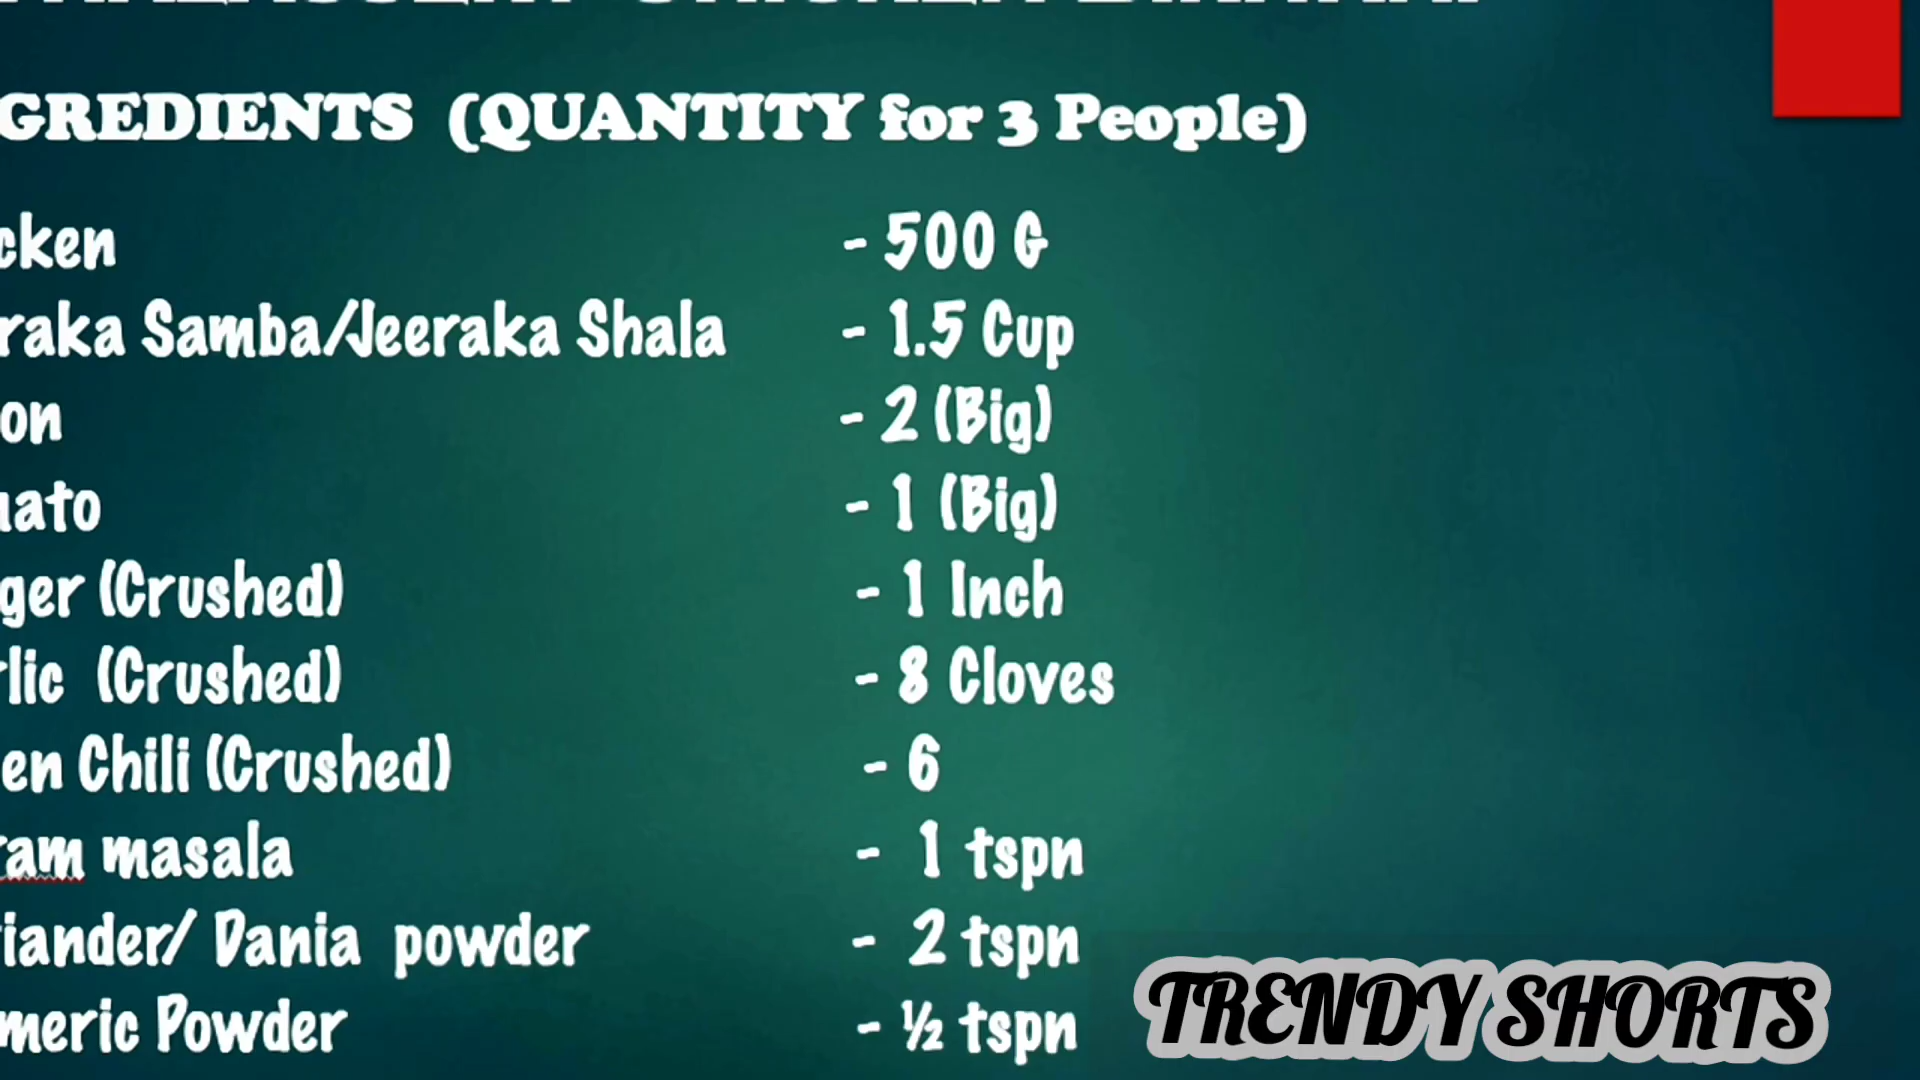 GREDIENTS (QUANTITY for 3 People)
cken - 500 G
raka Samba/Jeeraka Shala - 1.5 Cup
on - 2 (Big)
nato - 1 (Big)
ger (Crushed) - 1 Inch
lic (Crushed) - 8 Cloves
en Chili (Crushed) - 6
ram masala - 1 tspn
iander/ Dania powder - 2 tspn
meric Powder - ½ tspn
TRENDY SHORTS